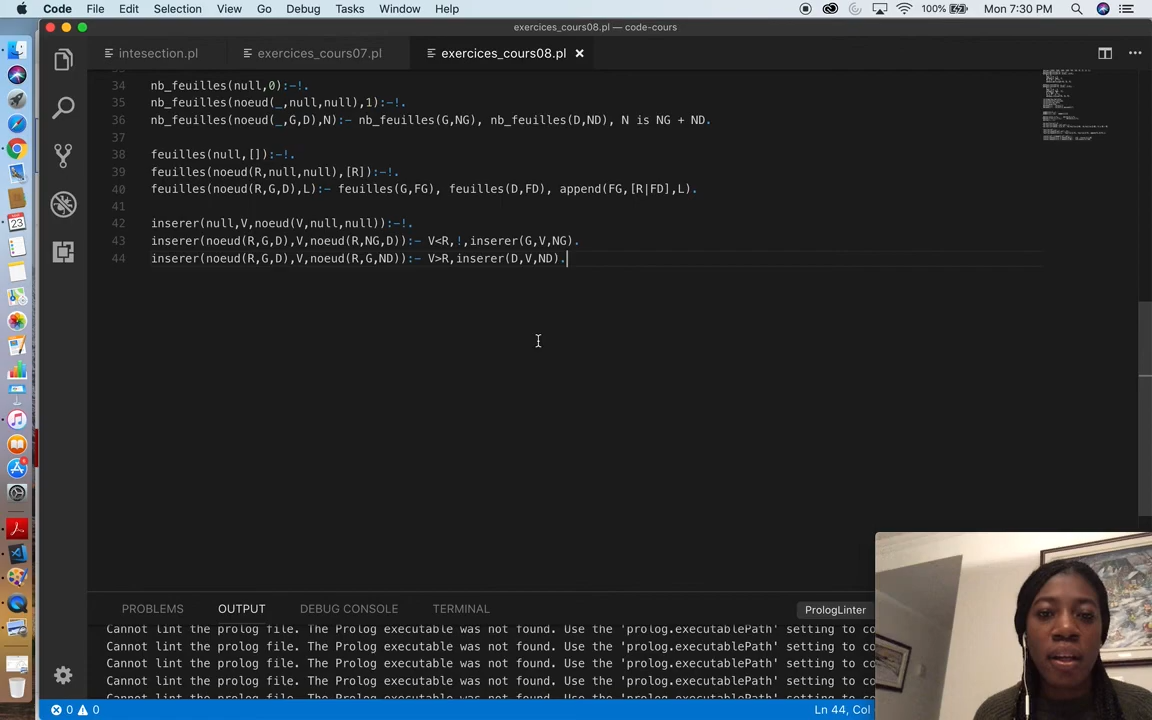 Code File Edit Selection View Go Debug Tasks Window Help 100% Mon 7:30 PM
exercices_cours08.pl — code-cours
intesection.pl exercices_cours07.pl exercices_cours08.pl
34 nb_feuilles(null,0):-!.
35 nb_feuilles(noeud(_,null,null),1):-!.
36 nb_feuilles(noeud(_,G,D),N):- nb_feuilles(G,NG), nb_feuilles(D,ND), N is NG + ND.
37
38 feuilles(null,[]):-!.
39 feuilles(noeud(R,null,null),[R]):-!.
40 feuilles(noeud(R,G,D),L):- feuilles(G,FG), feuilles(D,FD), append(FG,[R|FD],L).
41
42 inserer(null,V,noeud(V,null,null)):-!.
43 inserer(noeud(R,G,D),V,noeud(R,NG,D)):- V<R,!,inserer(G,V,NG).
44 inserer(noeud(R,G,D),V,noeud(R,G,ND)):- V>R,inserer(D,V,ND).
PROBLEMS OUTPUT DEBUG CONSOLE TERMINAL PrologLinter
Cannot lint the prolog file. The Prolog executable was not found. Use the 'prolog.executablePath' setting to co
Cannot lint the prolog file. The Prolog executable was not found. Use the 'prolog.executablePath' setting to co
Cannot lint the prolog file. The Prolog executable was not found. Use the 'prolog.executablePath' setting to co
Cannot lint the prolog file. The Prolog executable was not found. Use the 'prolog.executablePath' setting to co
Cannot lint the prolog file. The Prolog executable was not found. Use the 'prolog.executablePath' setting to co
0 0 Ln 44, Col